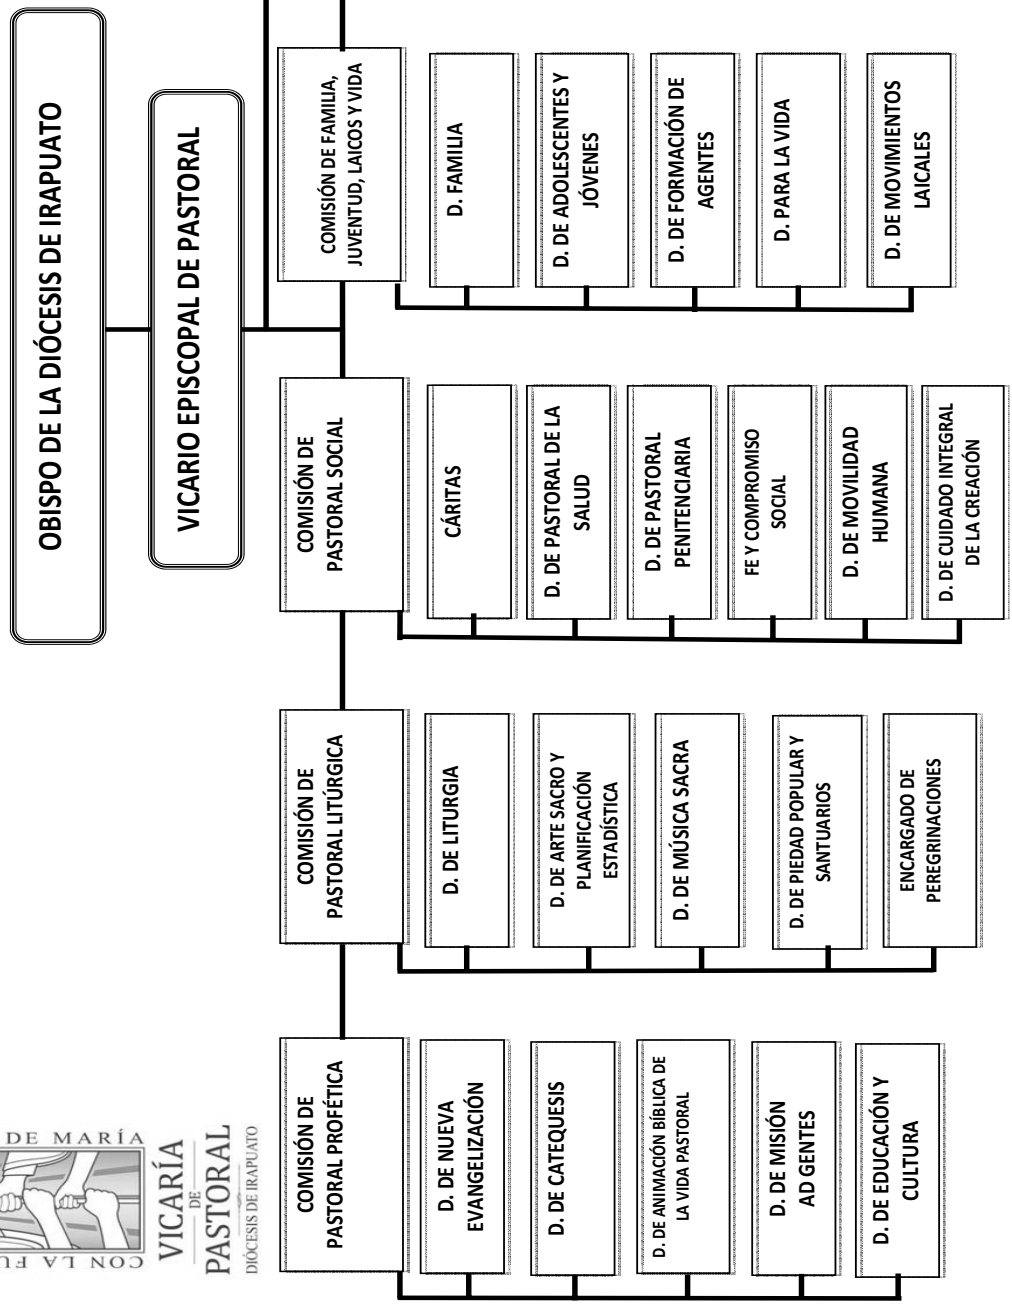 DE MARÍA
CON LA FU
VICARÍA
DE
PASTORAL
DIÓCESIS DE IRAPUATO
OBISPO DE LA DIÓCESIS DE IRAPUATO
VICARIO EPISCOPAL DE PASTORAL
COMISIÓN DE
PASTORAL PROFÉTICA
D. DE NUEVA
EVANGELIZACIÓN
D. DE CATEQUESIS
D. DE ANIMACIÓN BÍBLICA DE
LA VIDA PASTORAL
D. DE MISIÓN
AD GENTES
D. DE EDUCACIÓN Y
CULTURA
COMISIÓN DE
PASTORAL LITÚRGICA
D. DE LITURGIA
D. DE ARTE SACRO Y
PLANIFICACIÓN
ESTADÍSTICA
D. DE MÚSICA SACRA
D. DE PIEDAD POPULAR Y
SANTUARIOS
ENCARGADO DE
PEREGRINACIONES
COMISIÓN DE
PASTORAL SOCIAL
CÁRITAS
D. DE PASTORAL DE LA
SALUD
D. DE PASTORAL
PENITENCIARIA
FE Y COMPROMISO
SOCIAL
D. DE MOVILIDAD
HUMANA
D. DE CUIDADO INTEGRAL
DE LA CREACIÓN
COMISIÓN DE FAMILIA,
JUVENTUD, LAICOS Y VIDA
D. FAMILIA
D. DE ADOLESCENTES Y
JÓVENES
D. DE FORMACIÓN DE
AGENTES
D. PARA LA VIDA
D. DE MOVIMIENTOS
LAICALES